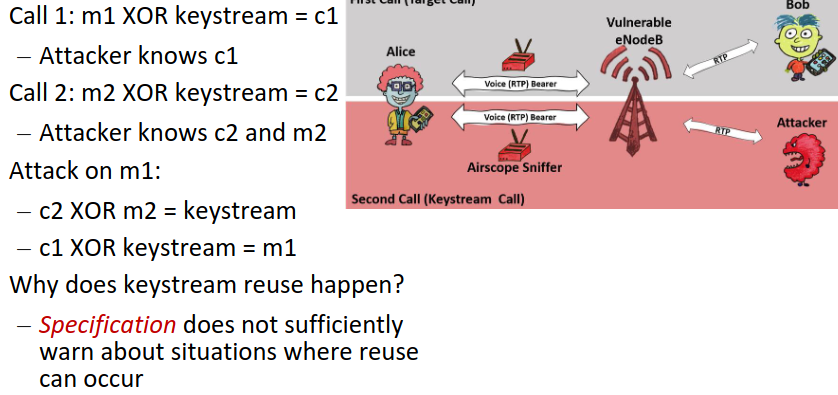 Call 1: m1 XOR keystream = c1
– Attacker knows c1
Call 2: m2 XOR keystream = c2
– Attacker knows c2 and m2
Attack on m1:
– c2 XOR m2 = keystream
– c1 XOR keystream = m1
Why does keystream reuse happen?
– Specification does not sufficiently
warn about situations where reuse
can occur
First Call (Target Call)
Alice
Voice (RTP) Bearer
Vulnerable
eNodeB
Bob
RTP
Voice (RTP) Bearer
Airscope Sniffer
RTP
Attacker
Second Call (Keystream Call)